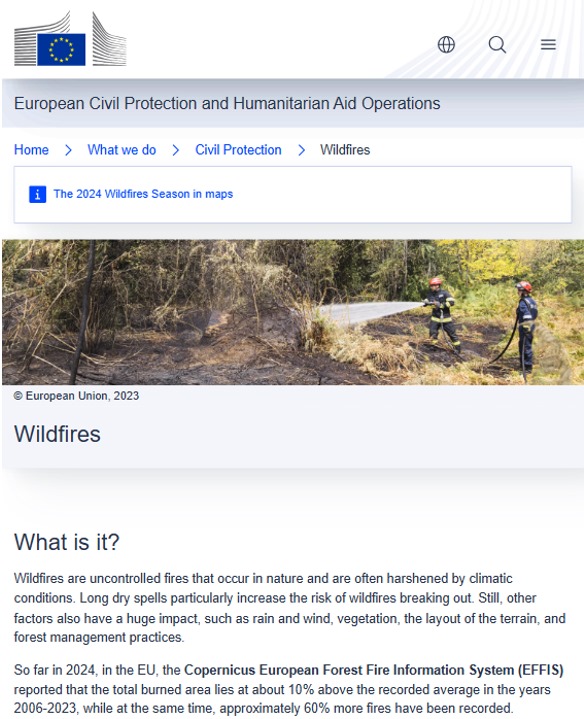 European Civil Protection and Humanitarian Aid Operations
Home > What we do > Civil Protection > Wildfires
The 2024 Wildfires Season in maps
© European Union, 2023
Wildfires
What is it?
Wildfires are uncontrolled fires that occur in nature and are often harshened by climatic
conditions. Long dry spells particularly increase the risk of wildfires breaking out. Still, other
factors also have a huge impact, such as rain and wind, vegetation, the layout of the terrain, and
forest management practices.
So far in 2024, in the EU, the Copernicus European Forest Fire Information System (EFFIS)
reported that the total burned area lies at about 10% above the recorded average in the years
2006-2023, while at the same time, approximately 60% more fires have been recorded.